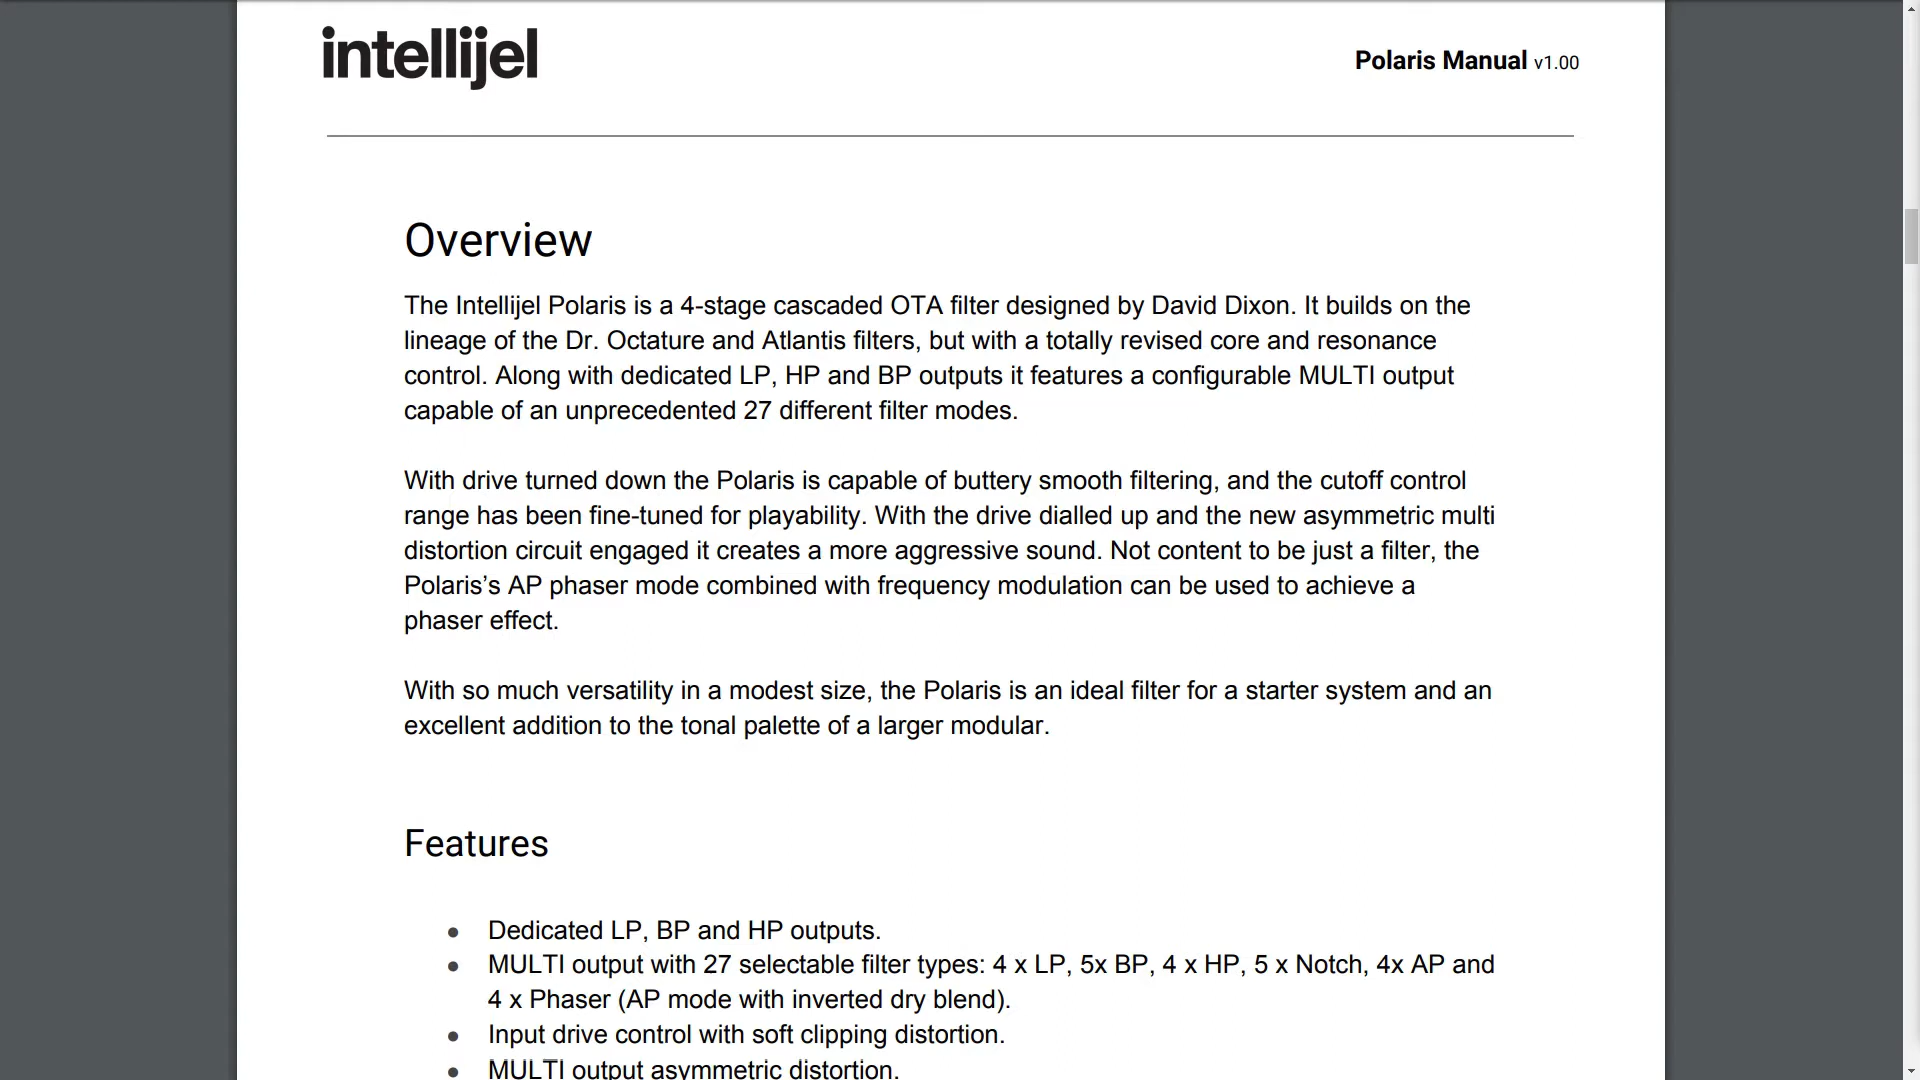 intellijel
Polaris Manual v1.00
Overview
The Intellijel Polaris is a 4-stage cascaded OTA filter designed by David Dixon. It builds on the
lineage of the Dr. Octature and Atlantis filters, but with a totally revised core and resonance
control. Along with dedicated LP, HP and BP outputs it features a configurable MULTI output
capable of an unprecedented 27 different filter modes.
With drive turned down the Polaris is capable of buttery smooth filtering, and the cutoff control
range has been fine-tuned for playability. With the drive dialled up and the new asymmetric multi
distortion circuit engaged it creates a more aggressive sound. Not content to be just a filter, the
Polaris’s AP phaser mode combined with frequency modulation can be used to achieve a
phaser effect.
With so much versatility in a modest size, the Polaris is an ideal filter for a starter system and an
excellent addition to the tonal palette of a larger modular.
Features
● Dedicated LP, BP and HP outputs.
● MULTI output with 27 selectable filter types: 4 x LP, 5x BP, 4 x HP, 5 x Notch, 4x AP and
4 x Phaser (AP mode with inverted dry blend).
● Input drive control with soft clipping distortion.
● MULTI output asymmetric distortion.